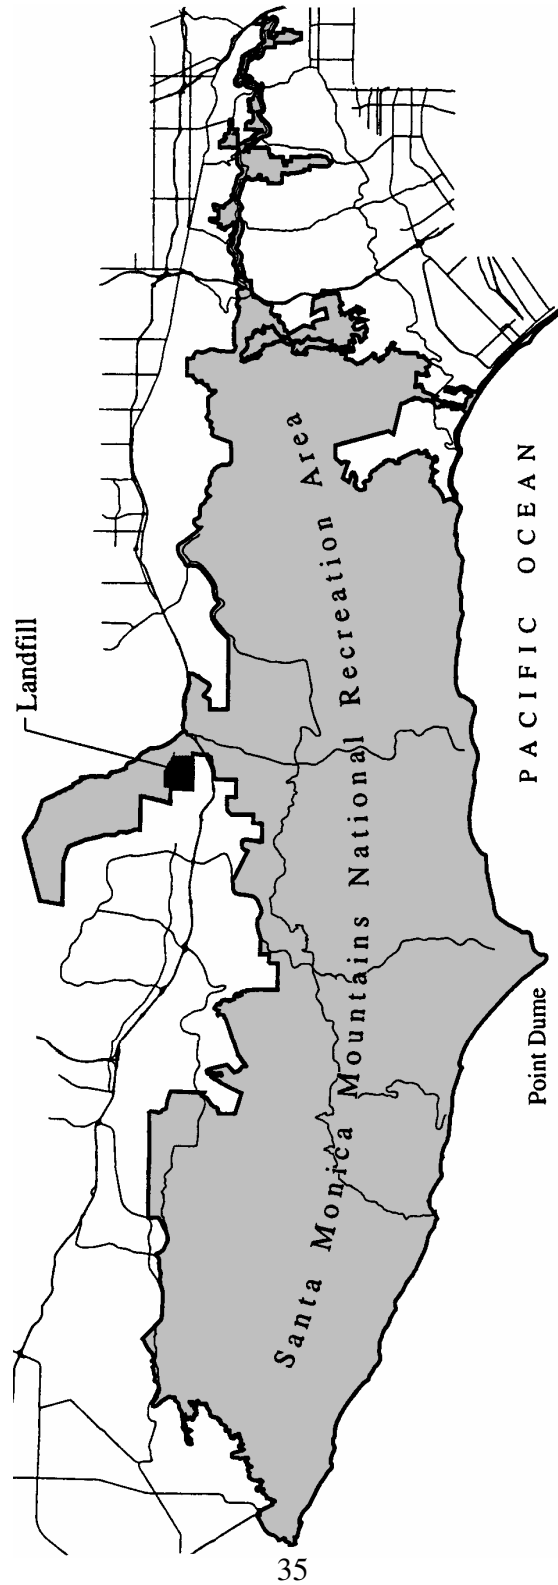 Landfill
Santa Monica Mountains National Recreation Area
PACIFIC OCEAN
Point Dume
35